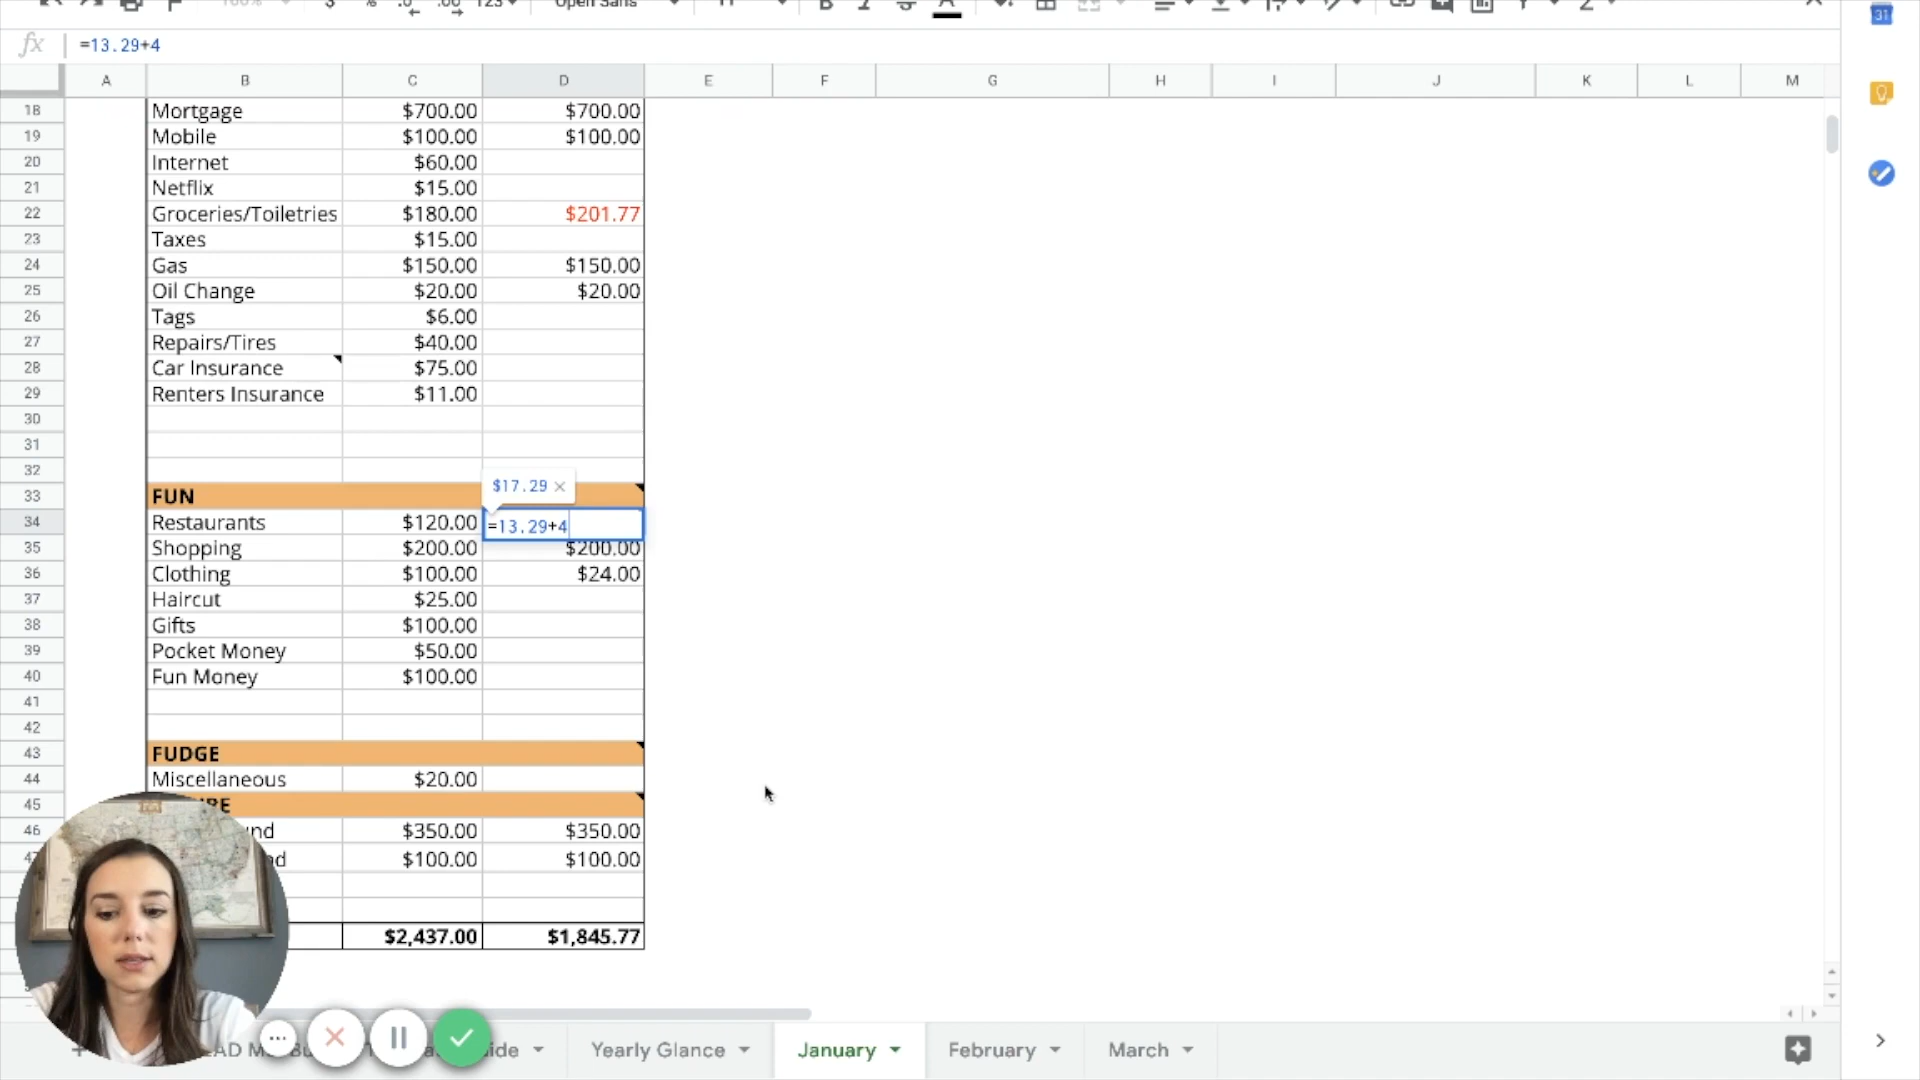 Open Sans
=13.29+4
A B C D E F G H I J K L M
18 Mortgage $700.00 $700.00
19 Mobile $100.00 $100.00
20 Internet $60.00
21 Netflix $15.00
22 Groceries/Toiletries $180.00 $201.77
23 Taxes $15.00
24 Gas $150.00 $150.00
25 Oil Change $20.00 $20.00
26 Tags $6.00
27 Repairs/Tires $40.00
28 Car Insurance $75.00
29 Renters Insurance $11.00
30
31
32
$17.29 ×
33 FUN
34 Restaurants $120.00 =13.29+4
35 Shopping $200.00 $200.00
36 Clothing $100.00 $24.00
37 Haircut $25.00
38 Gifts $100.00
39 Pocket Money $50.00
40 Fun Money $100.00
41
42
43 FUDGE
44 Miscellaneous $20.00
45
46 $350.00 $350.00
$100.00 $100.00
$2,437.00 $1,845.77
Yearly Glance January February March
31